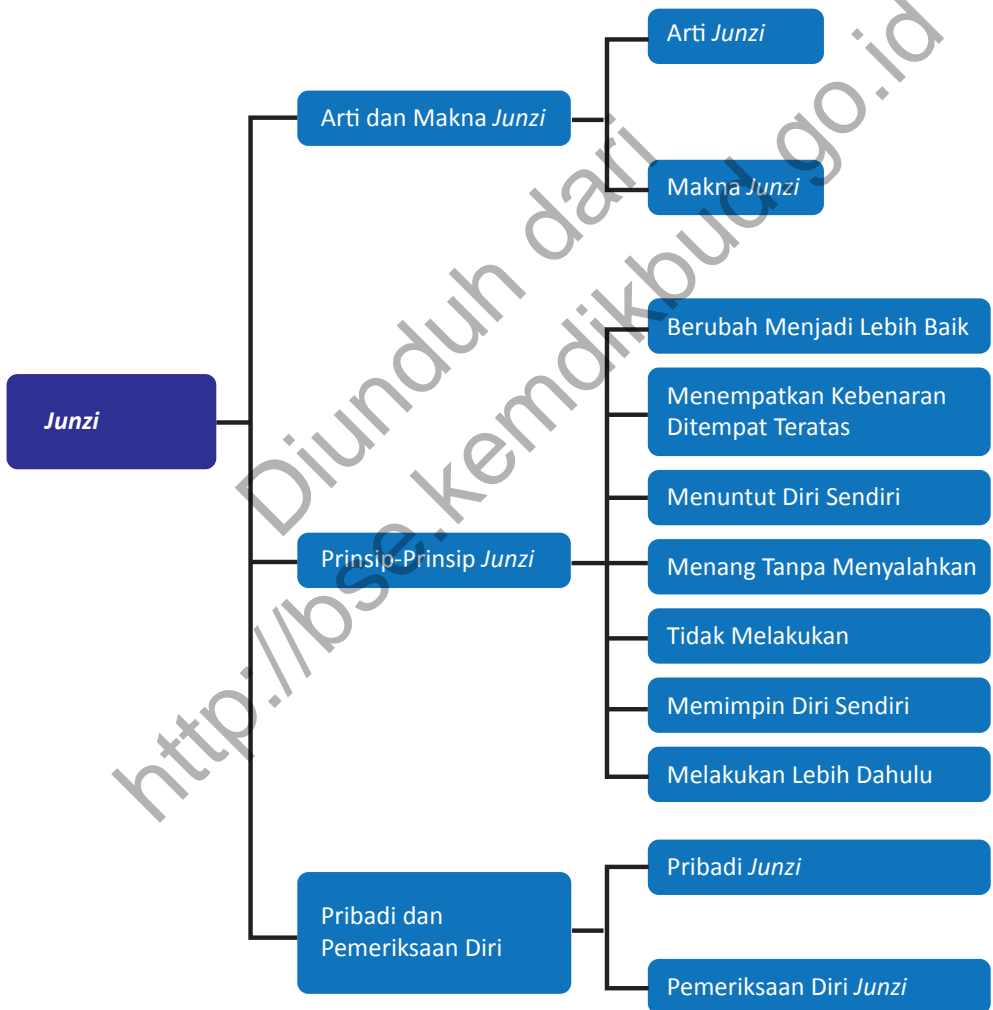 Junzi
Arti dan Makna Junzi
Arti Junzi
Makna Junzi
Prinsip-Prinsip Junzi
Berubah Menjadi Lebih Baik
Menempatkan Kebenaran
Ditempat Teratas
Menuntut Diri Sendiri
Menang Tanpa Menyalahkan
Tidak Melakukan
Memimpin Diri Sendiri
Melakukan Lebih Dahulu
Pribadi dan
Pemeriksaan Diri
Pribadi Junzi
Pemeriksaan Diri Junzi
Diunduh dari
http://bse.kemdikbud.go.id